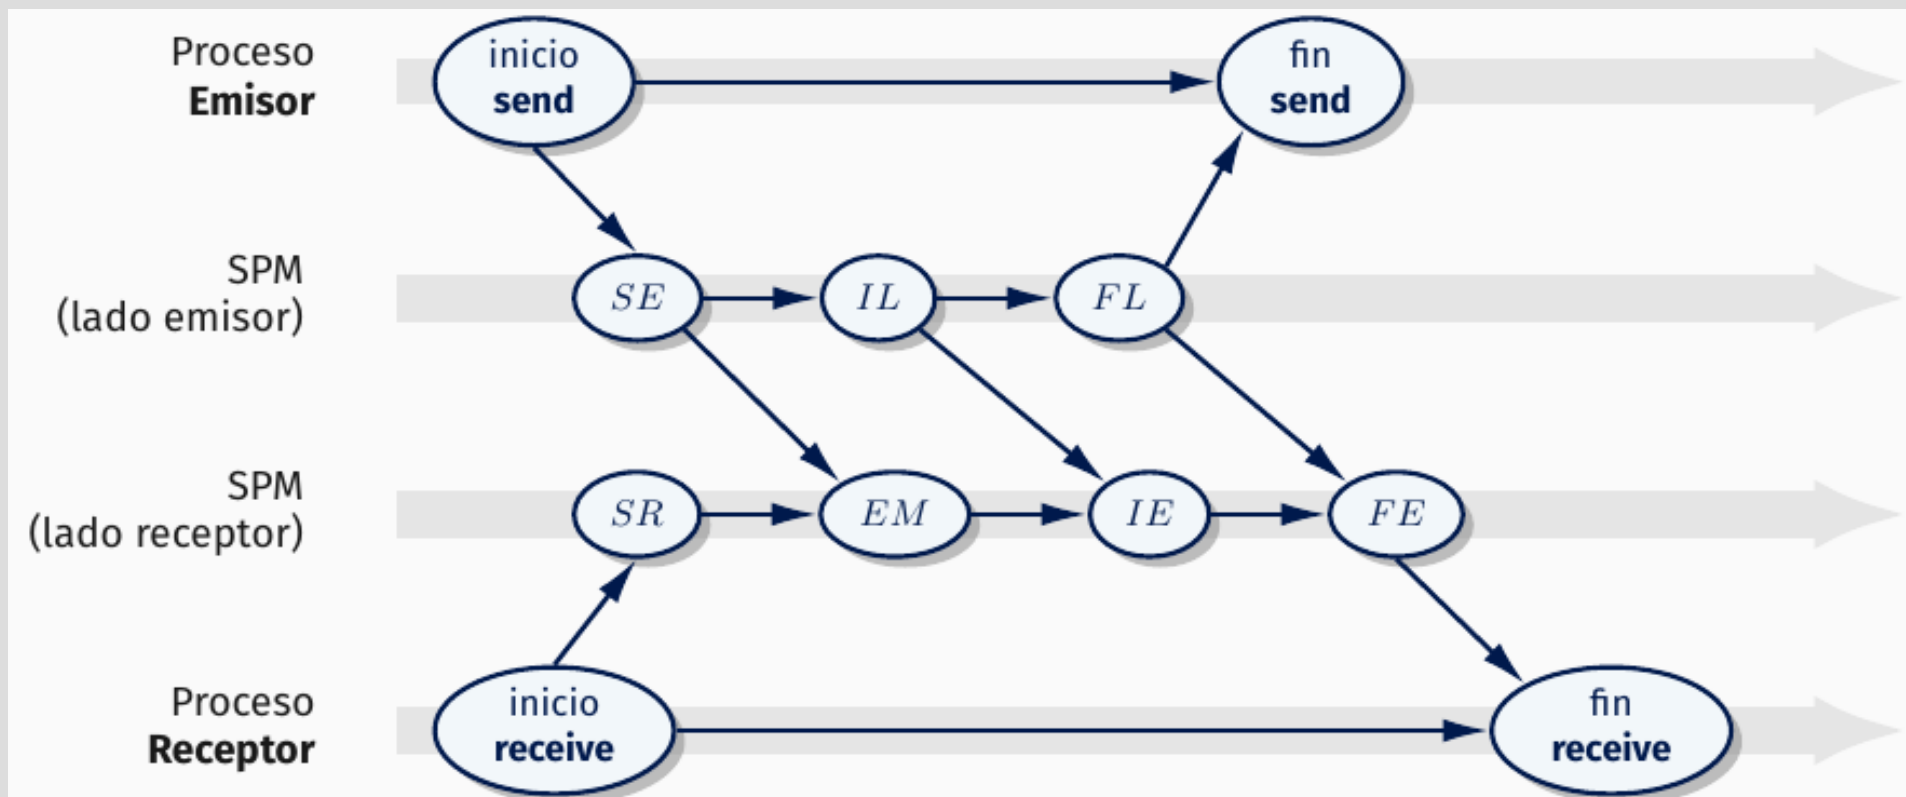 Proceso
Emisor
inicio
send
fin
send
SPM
(lado emisor)
SE
IL
FL
SPM
(lado receptor)
SR
EM
IE
FE
Proceso
Receptor
inicio
receive
fin
receive